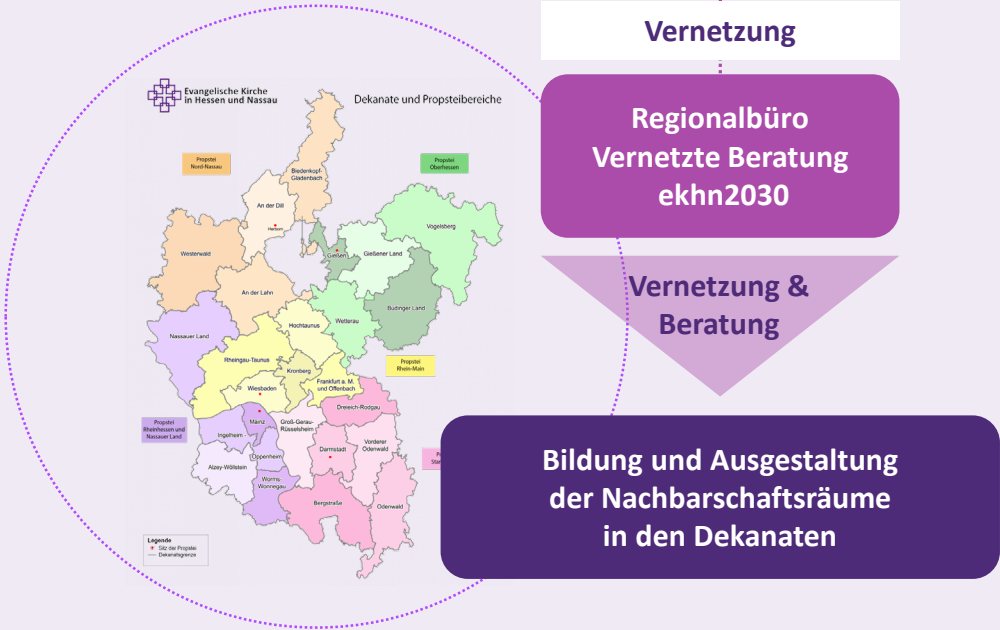 Vernetzung
Evangelische Kirche
in Hessen und Nassau
Dekanate und Propsteibereiche
Regionalbüro
Vernetzte Beratung
ekhn2030
Propstei
Nord-Nassau
Propstei
Oberhessen
Biedenkopf-
Gladenbach
An der Dill
Herborn
Vogelsberg
Westerwald
Gießen
Gießener Land
An der Lahn
Vernetzung &
Beratung
Büdinger Land
Hochtaunus
Wetterau
Nassauer Land
Rheingau-Taunus
Propstei
Rhein-Main
Kronberg
Wiesbaden
Frankfurt a. M.
und Offenbach
Dreieich-Rodgau
Propstei
Rheinhessen und
Nassauer Land
Mainz
Groß-Gerau-
Rüsselsheim
Ingelheim
Darmstadt
Vorderer
Odenwald
Oppenheim
Alzey-Wöllstein
Worms-
Wonnegau
Bergstraße
Odenwald
Bildung und Ausgestaltung
der Nachbarschaftsräume
in den Dekanaten
Legende
Sitz der Propstei
Dekanatsgrenze